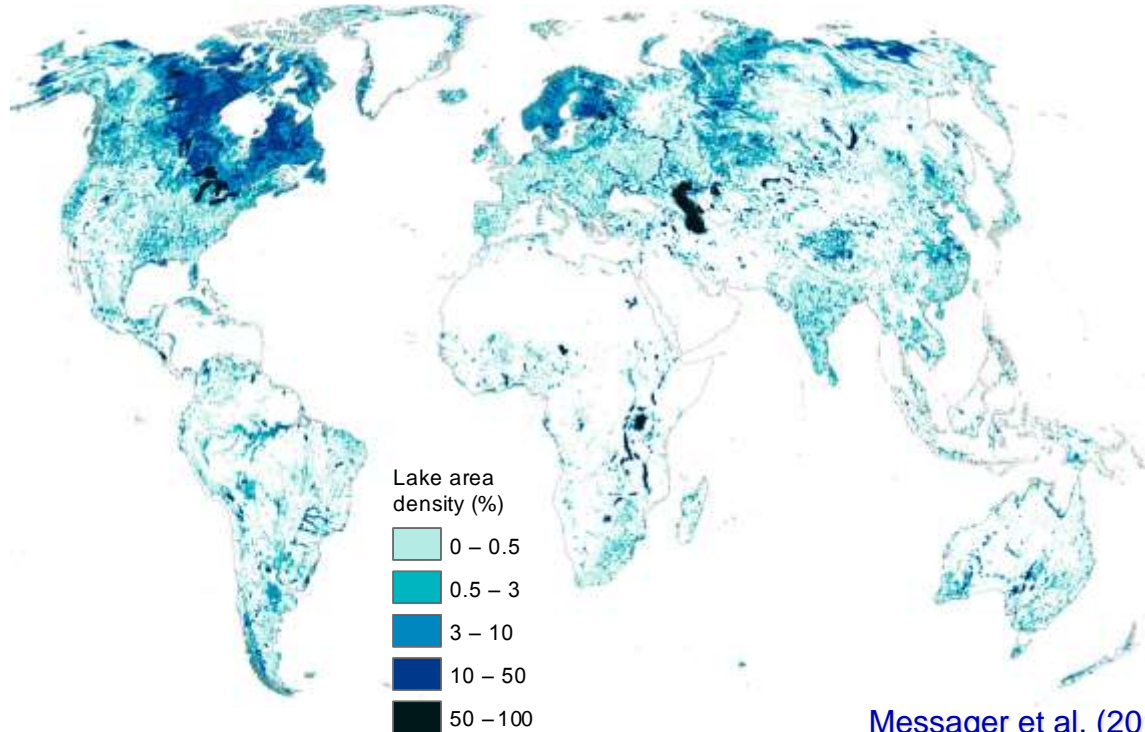 Lake area
density (%)
0 – 0.5
0.5 – 3
3 – 10
10 – 50
50 – 100
Messager et al. (20